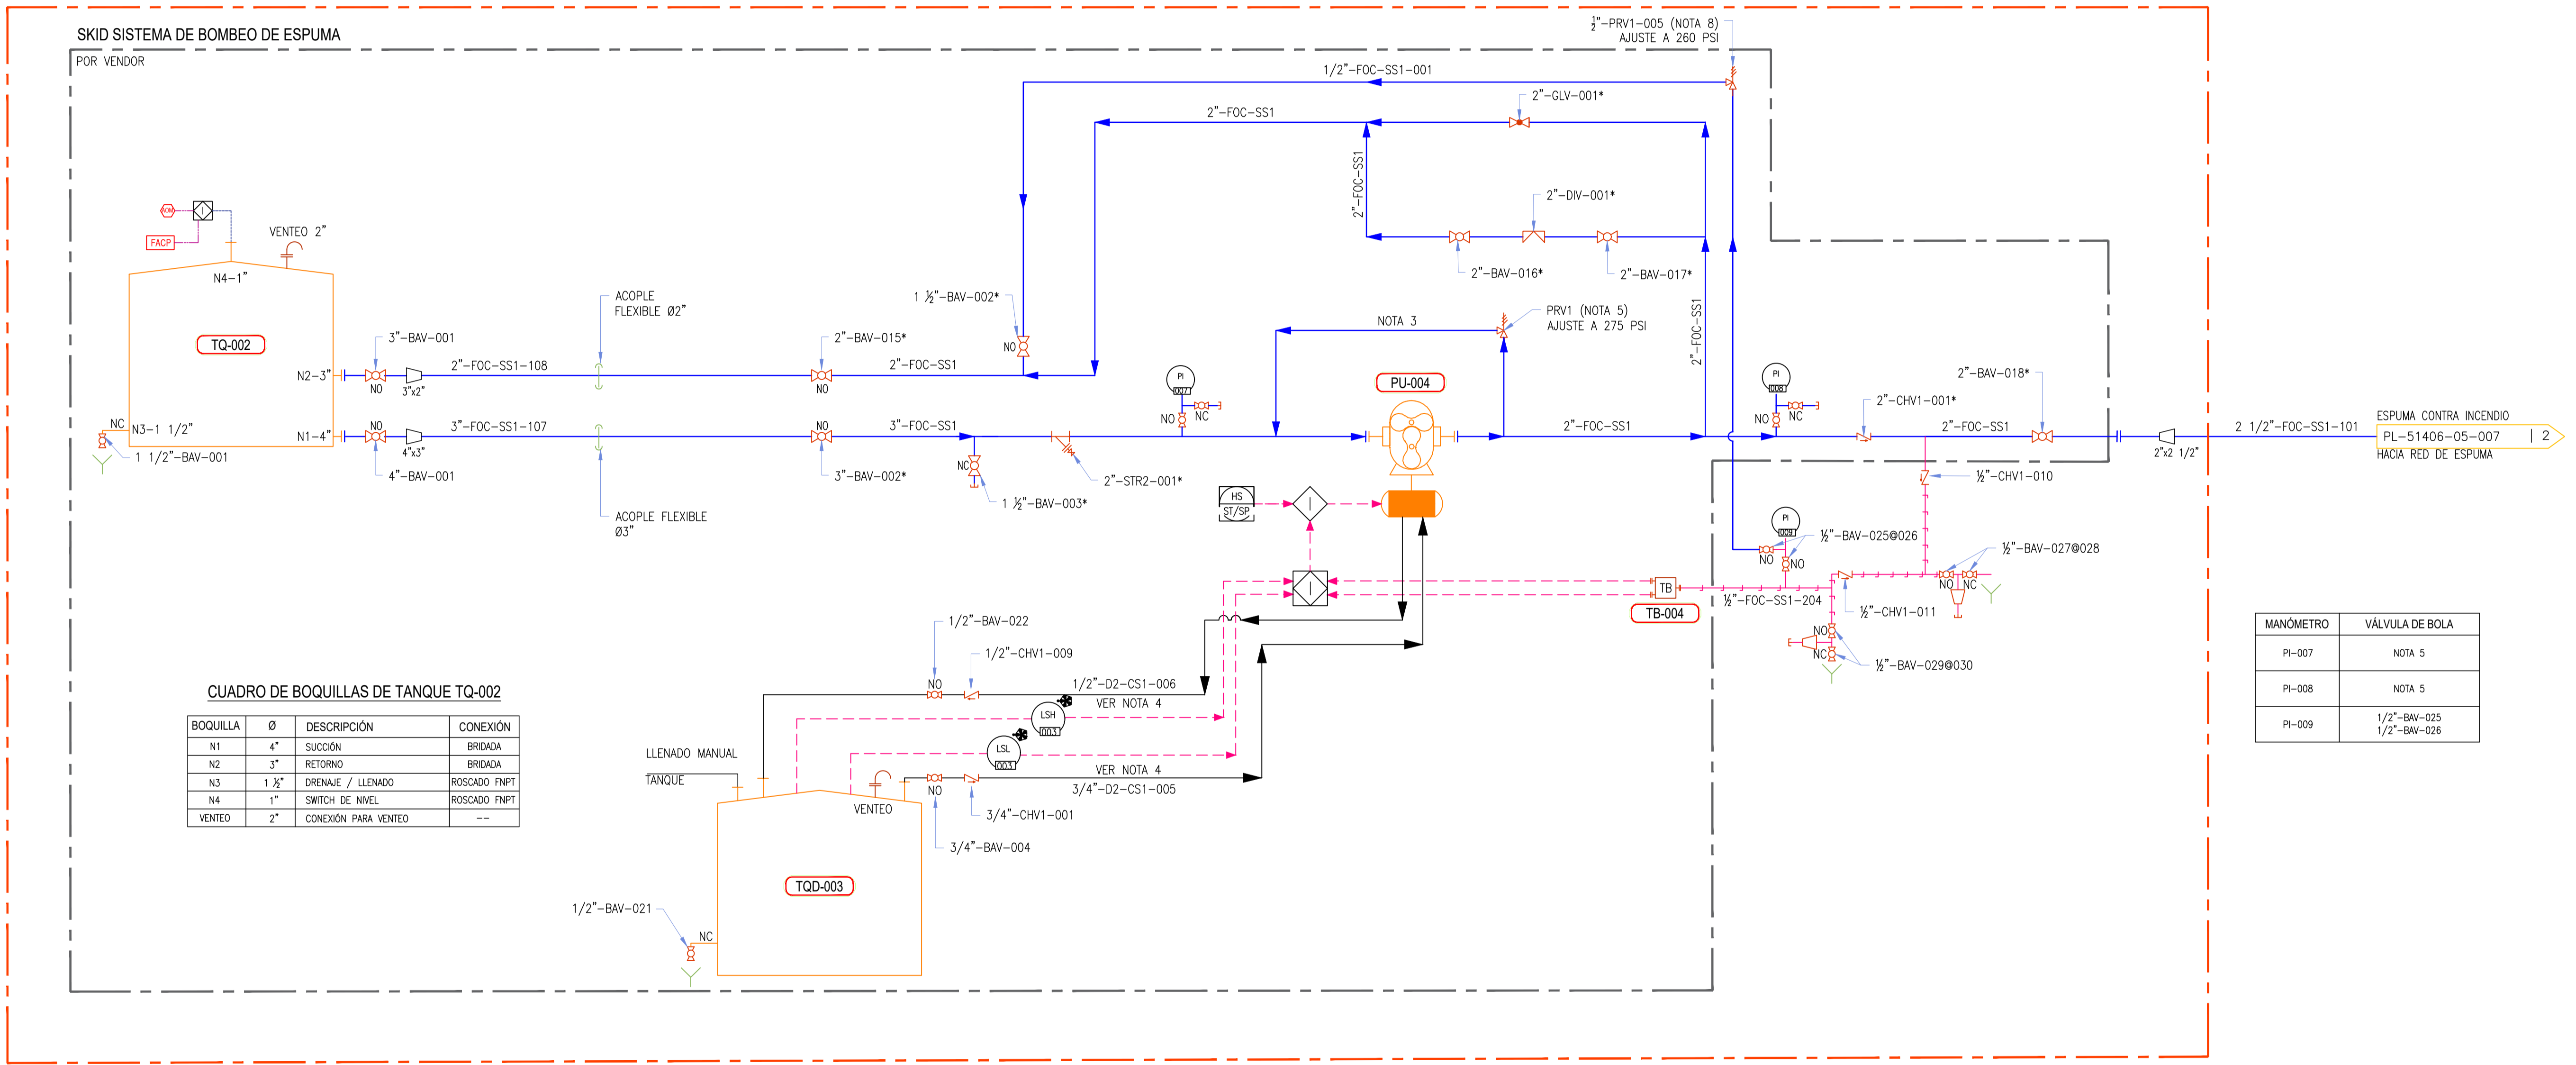 SKID SISTEMA DE BOMBEO DE ESPUMA
POR VENDOR
½"-PRV1-005 (NOTA 8)
AJUSTE A 260 PSI
1/2"-FOC-SS1-001
2"-FOC-SS1
2"-GLV-001*
2"-FOC-SS1
2"-DIV-001*
2"-BAV-016*
2"-BAV-017*
2"-FOC-SS1
FACP
VENTEO 2"
N4-1"
TQ-002
N2-3"
N3-1 1/2"
N1-4"
NC
1 1/2"-BAV-001
3"-BAV-001
NO
3"x2"
2"-FOC-SS1-108
ACOPLE
FLEXIBLE Ø2"
2"-BAV-015*
NO
2"-FOC-SS1
1 ½"-BAV-002*
NO
NO
4"x3"
4"-BAV-001
3"-FOC-SS1-107
ACOPLE FLEXIBLE
Ø3"
NO
3"-BAV-002*
3"-FOC-SS1
NC
1 ½"-BAV-003*
2"-STR2-001*
PI
007
NO
NC
NOTA 3
PRV1 (NOTA 5)
AJUSTE A 275 PSI
PU-004
2"-FOC-SS1
PI
008
NO
NC
2"-CHV1-001*
2"-BAV-018*
2"-FOC-SS1
2"x2 1/2"
2 1/2"-FOC-SS1-101
ESPUMA CONTRA INCENDIO
PL-51406-05-007 | 2
HACIA RED DE ESPUMA
HS
ST/SP
I
I
½"-CHV1-010
PI
009
½"-BAV-025@026
NO
NO
½"-BAV-027@028
NO
NC
TB
TB-004
½"-FOC-SS1-204
½"-CHV1-011
NO
NC
½"-BAV-029@030
1/2"-BAV-022
NO
1/2"-CHV1-009
1/2"-D2-CS1-006
VER NOTA 4
LSH
003
LSL
003
VER NOTA 4
3/4"-D2-CS1-005
LLENADO MANUAL
TANQUE
VENTEO
NO
3/4"-CHV1-001
3/4"-BAV-004
TQD-003
1/2"-BAV-021
NC
CUADRO DE BOQUILLAS DE TANQUE TQ-002
BOQUILLA Ø DESCRIPCIÓN CONEXIÓN
N1 4" SUCCIÓN BRIDADA
N2 3" RETORNO BRIDADA
N3 1 ½" DRENAJE / LLENADO ROSCADO FNPT
N4 1" SWITCH DE NIVEL ROSCADO FNPT
VENTEO 2" CONEXIÓN PARA VENTEO --
MANÓMETRO VÁLVULA DE BOLA
PI-007 NOTA 5
PI-008 NOTA 5
PI-009 1/2"-BAV-025
1/2"-BAV-026